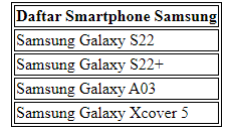 Daftar Smartphone Samsung
Samsung Galaxy S22
Samsung Galaxy S22+
Samsung Galaxy A03
Samsung Galaxy Xcover 5